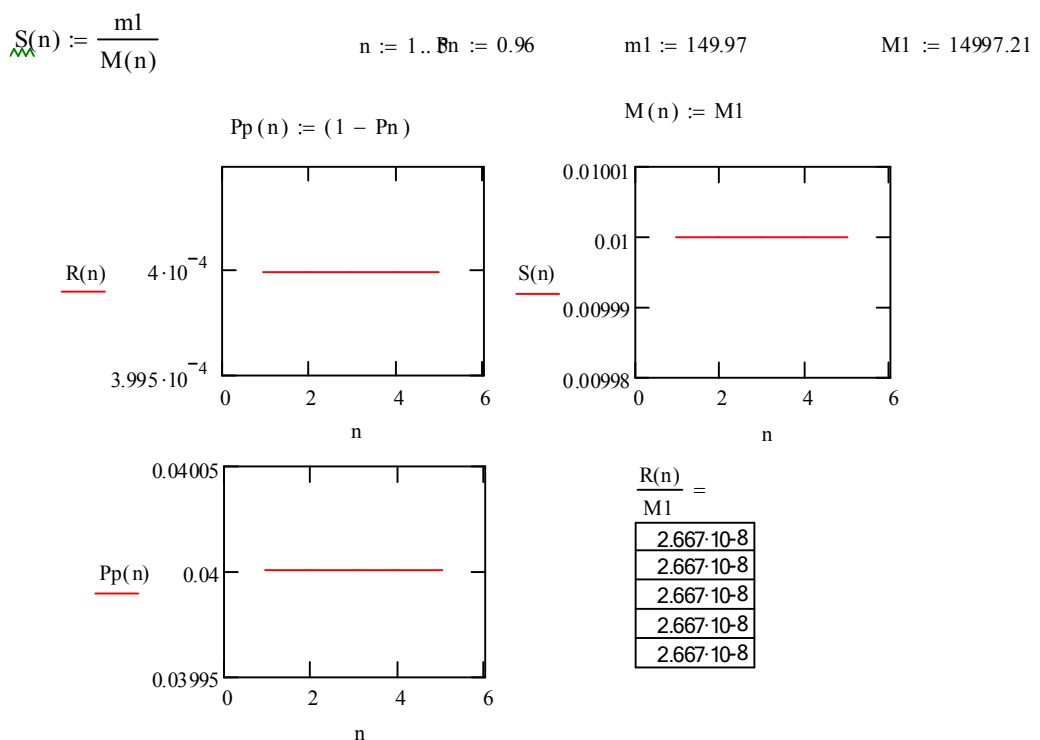 S(n) := m1 / M(n)
n := 1 .. 5 Pn := 0.96 m1 := 149.97 M1 := 14997.21
M(n) := M1
Pp(n) := (1 − Pn)
R(n)
4·10⁻⁴
3.995·10⁻⁴
0 2 4 6
n
S(n)
0.01001
0.01
0.00999
0.00998
0 2 4 6
n
Pp(n)
0.04005
0.04
0.03995
0 2 4 6
n
R(n) / M1 =
2.667·10-8
2.667·10-8
2.667·10-8
2.667·10-8
2.667·10-8